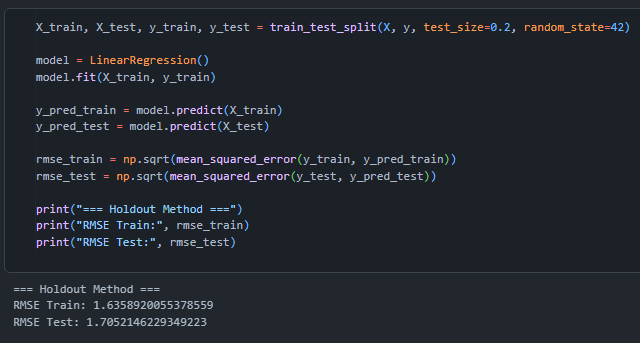 X_train, X_test, y_train, y_test = train_test_split(X, y, test_size=0.2, random_state=42)
model = LinearRegression()
model.fit(X_train, y_train)
y_pred_train = model.predict(X_train)
y_pred_test = model.predict(X_test)
rmse_train = np.sqrt(mean_squared_error(y_train, y_pred_train))
rmse_test = np.sqrt(mean_squared_error(y_test, y_pred_test))
print("=== Holdout Method ===")
print("RMSE Train:", rmse_train)
print("RMSE Test:", rmse_test)
=== Holdout Method ===
RMSE Train: 1.6358920055378559
RMSE Test: 1.7052146229349223